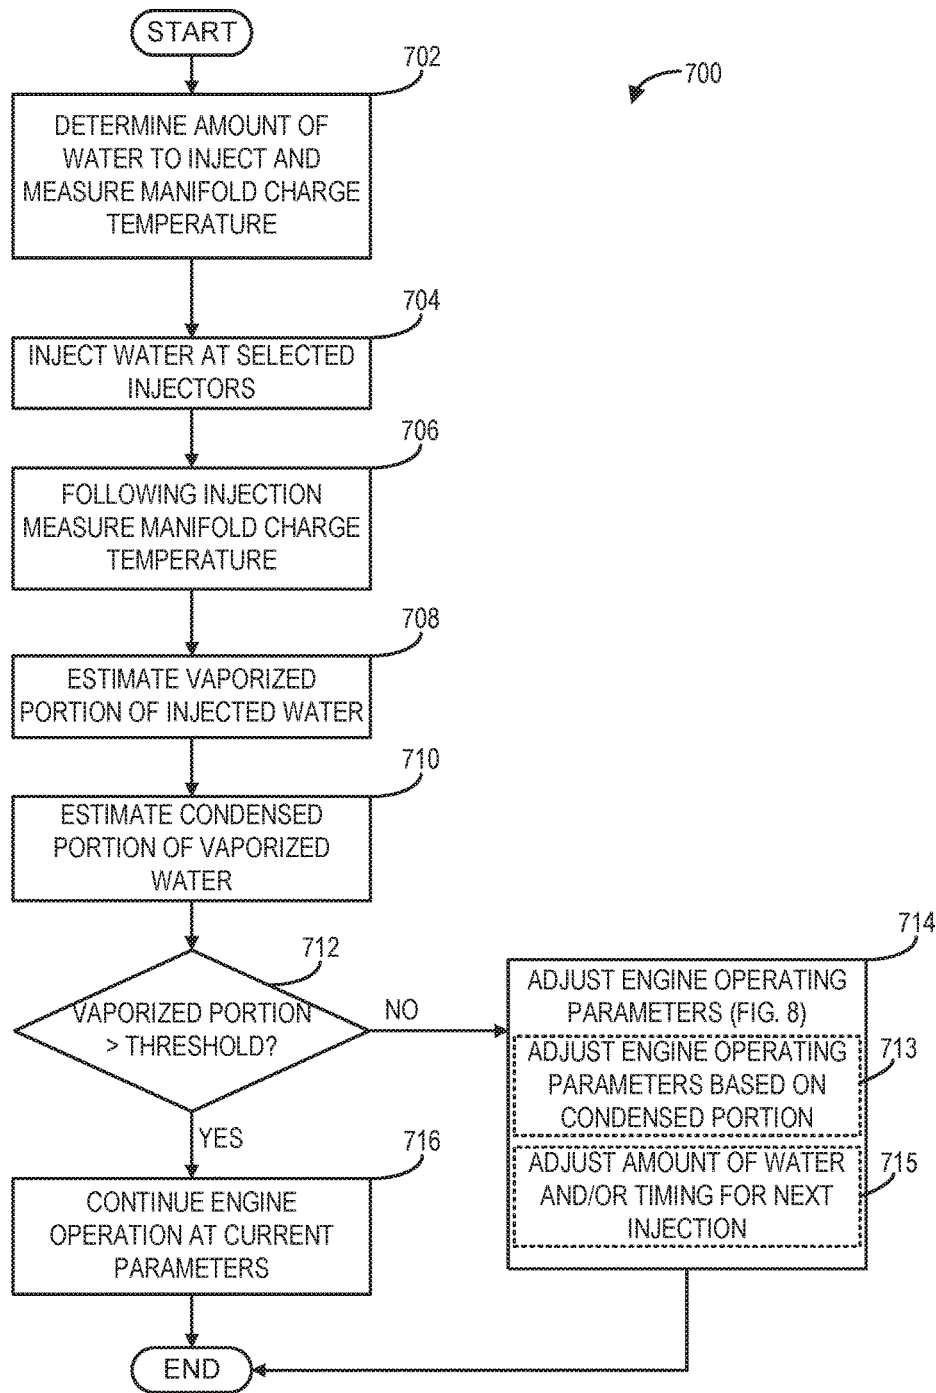 START
702
700
DETERMINE AMOUNT OF
WATER TO INJECT AND
MEASURE MANIFOLD CHARGE
TEMPERATURE
704
INJECT WATER AT SELECTED
INJECTORS
706
FOLLOWING INJECTION
MEASURE MANIFOLD CHARGE
TEMPERATURE
708
ESTIMATE VAPORIZED
PORTION OF INJECTED WATER
710
ESTIMATE CONDENSED
PORTION OF VAPORIZED
WATER
712
VAPORIZED PORTION
> THRESHOLD?
NO
714
ADJUST ENGINE OPERATING
PARAMETERS (FIG. 8)
ADJUST ENGINE OPERATING
PARAMETERS BASED ON
CONDENSED PORTION
713
ADJUST AMOUNT OF WATER
AND/OR TIMING FOR NEXT
INJECTION
715
YES
716
CONTINUE ENGINE
OPERATION AT CURRENT
PARAMETERS
END